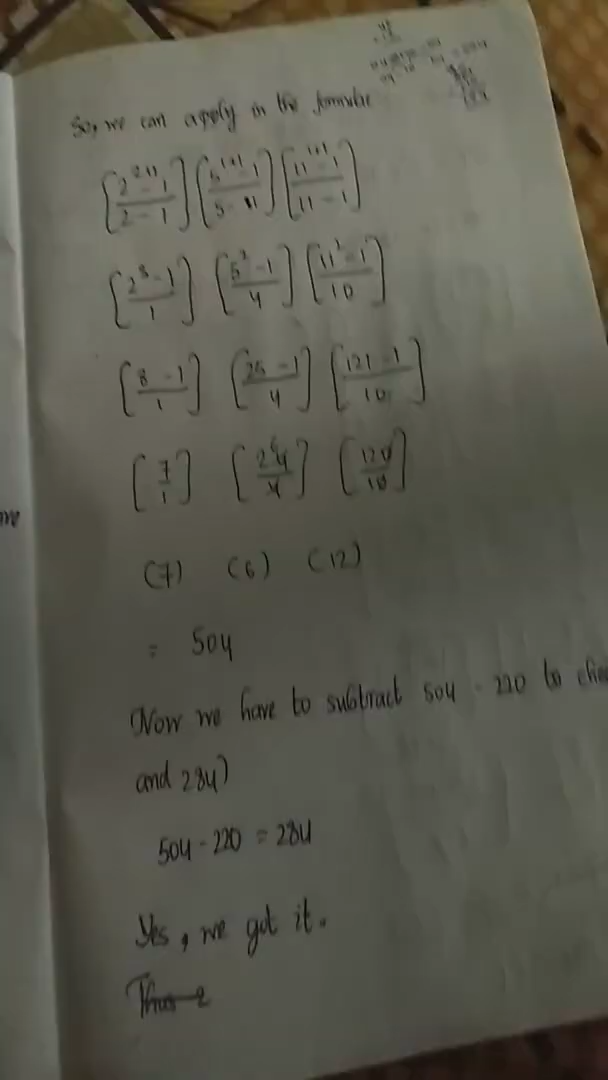 So, we can apply in the formulae
[2^(2+1) - 1 / 2 - 1] [5^(1+1) - 1 / 5 - 1] [11^(1+1) - 1 / 11 - 1]
[2^3 - 1 / 1] [5^2 - 1 / 4] [11^2 - 1 / 10]
[8 - 1 / 1] [25 - 1 / 4] [121 - 1 / 10]
[7 / 1] [24 / 4] [120 / 10]
(7) (6) (12)
= 504
Now we have to subtract 504 - 220 to
and 284)
504 - 220 = 284
Yes, we got it.
Thus